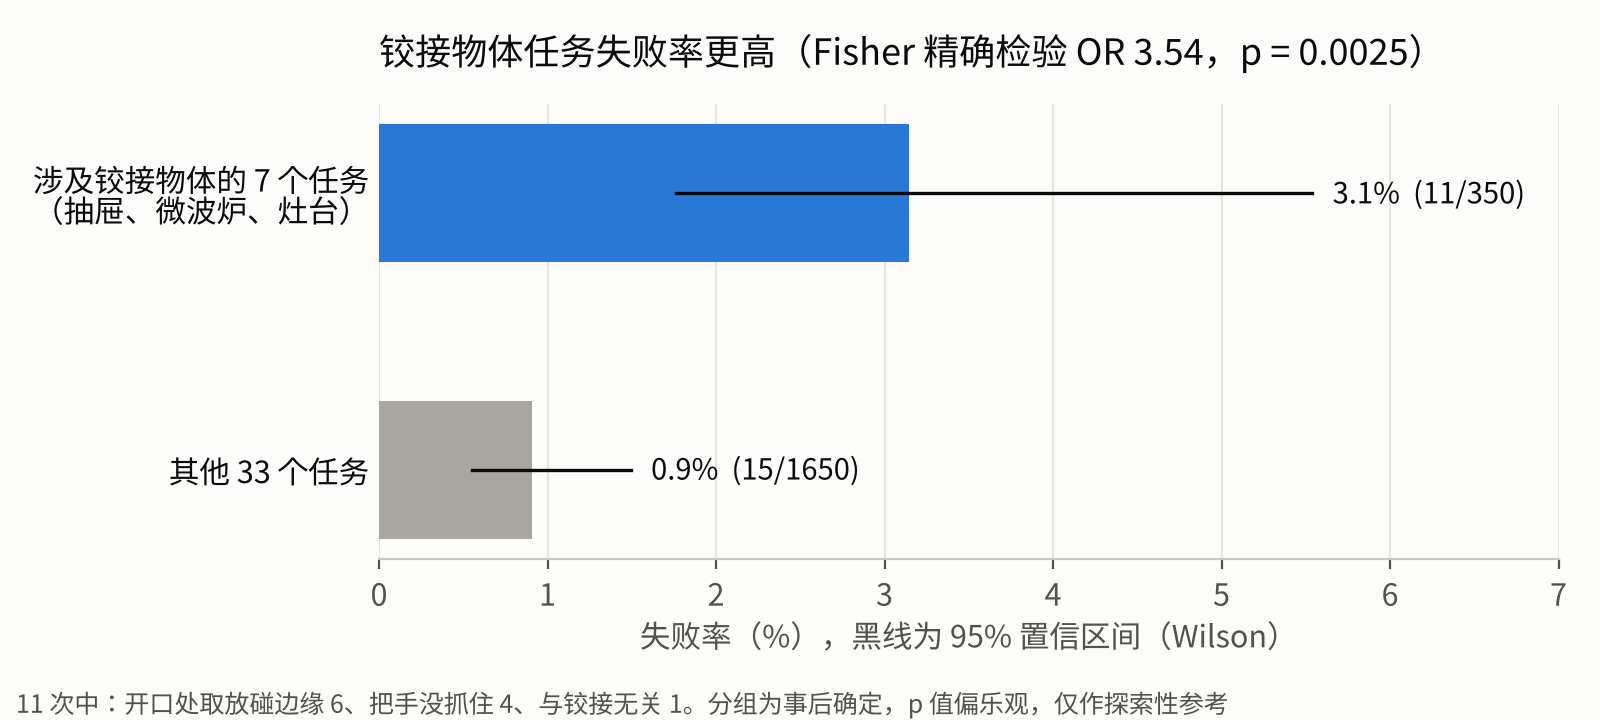 铰接物体任务失败率更高（Fisher 精确检验 OR 3.54，p = 0.0025）
涉及铰接物体的 7 个任务
（抽屉、微波炉、灶台）
3.1%（11/350）
其他 33 个任务
0.9%（15/1650）
0 1 2 3 4 5 6 7
失败率（%），黑线为 95% 置信区间（Wilson）
11 次中：开口处取放碰边缘 6、把手没抓住 4、与铰接无关 1。分组为事后确定，p 值偏乐观，仅作探索性参考